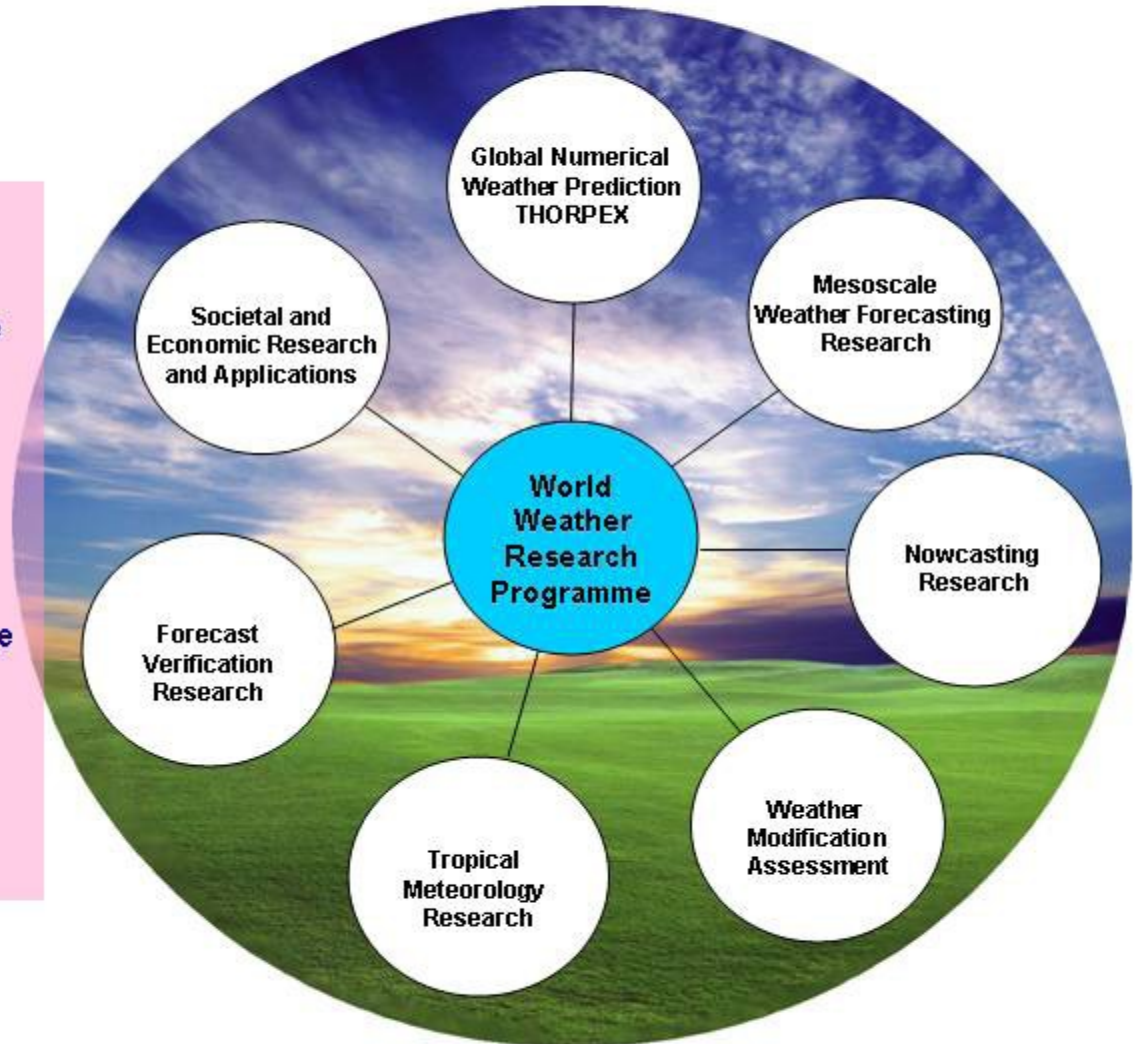 World
Weather
Research
Programme
Global Numerical
Weather Prediction
THORPEX
Mesoscale
Weather Forecasting
Research
Nowcasting
Research
Weather
Modification
Assessment
Tropical
Meteorology
Research
Forecast
Verification
Research
Societal and
Economic Research
and Applications